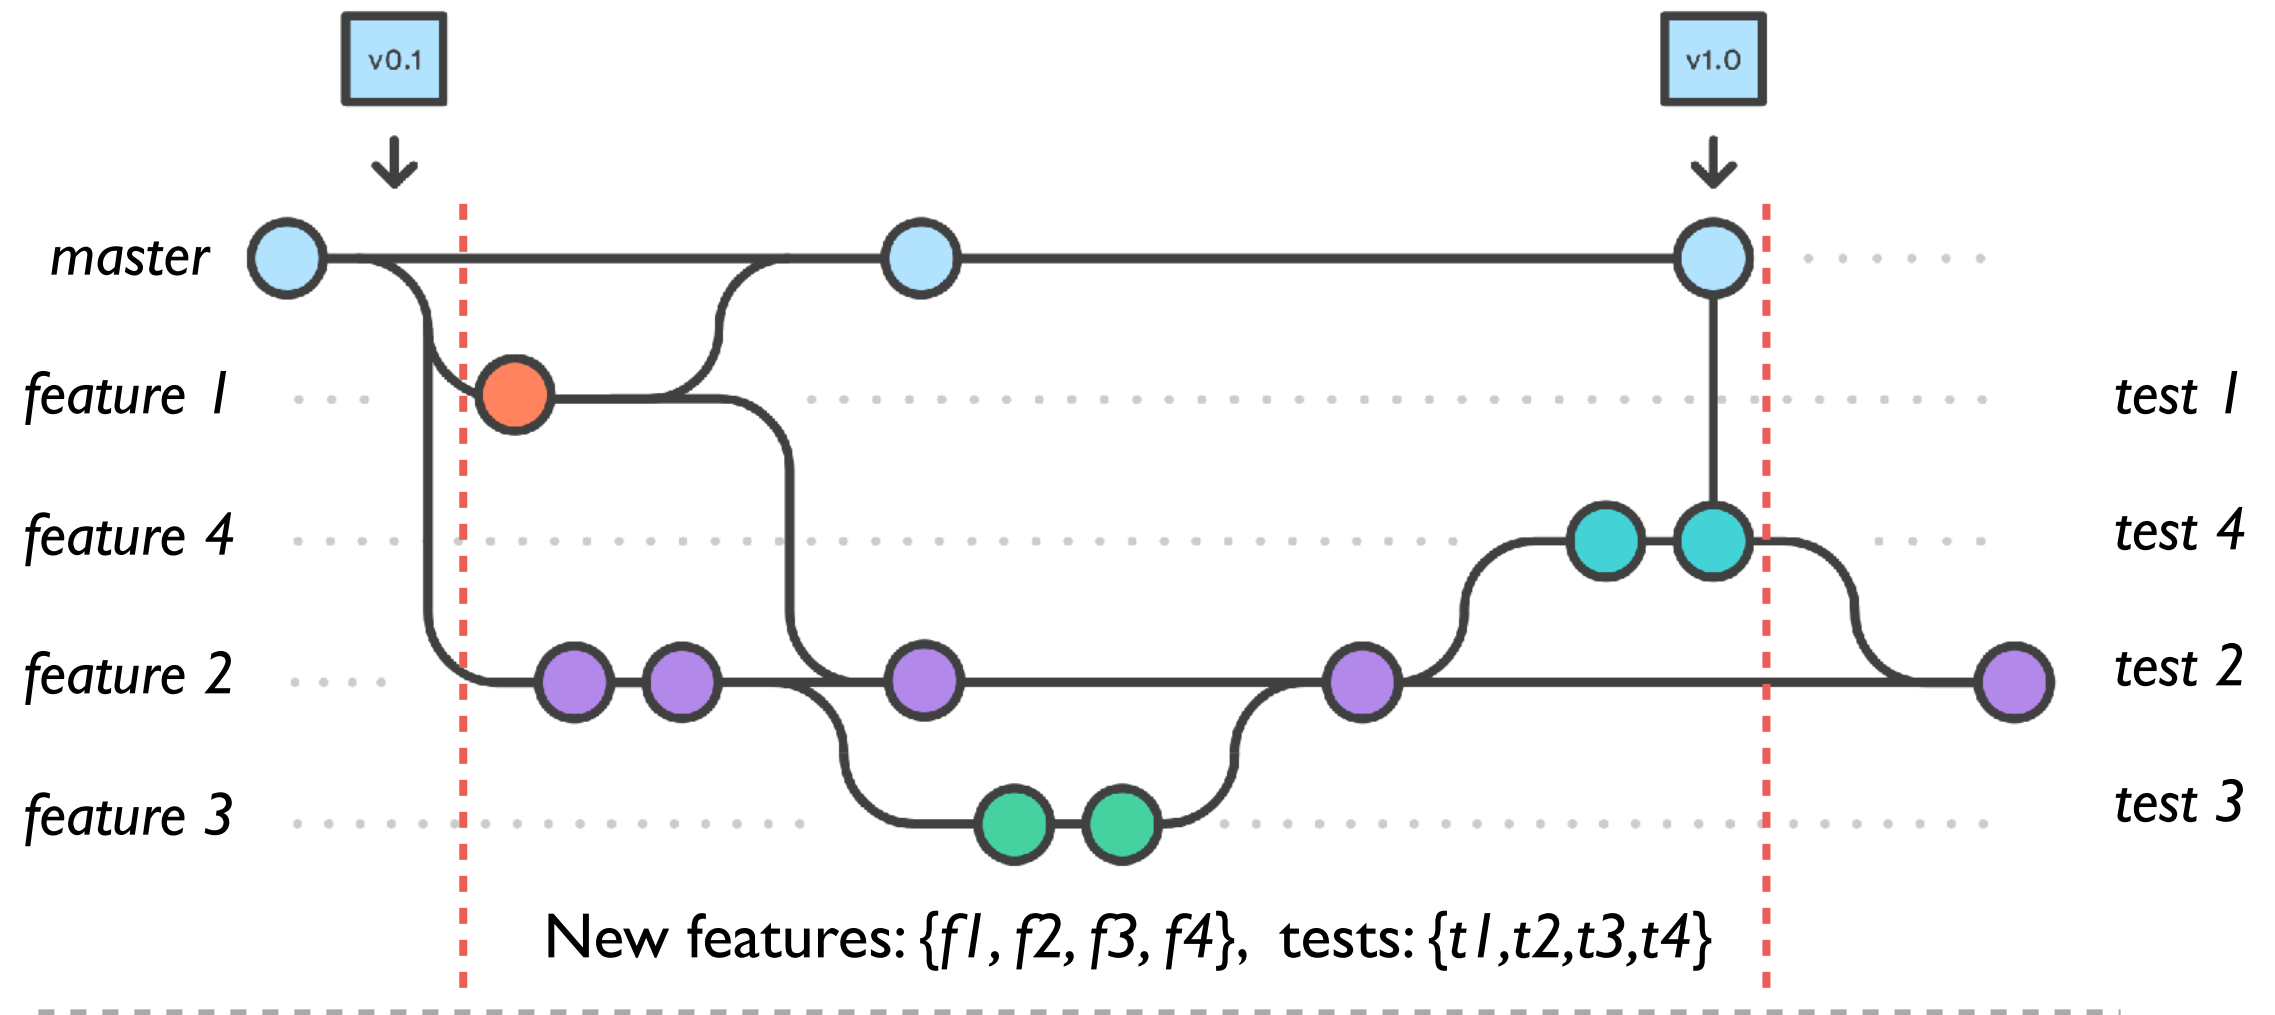 v0.1 v1.0
master
feature 1 test 1
feature 4 test 4
feature 2 test 2
feature 3 test 3
New features: {f1, f2, f3, f4}, tests: {t1,t2,t3,t4}